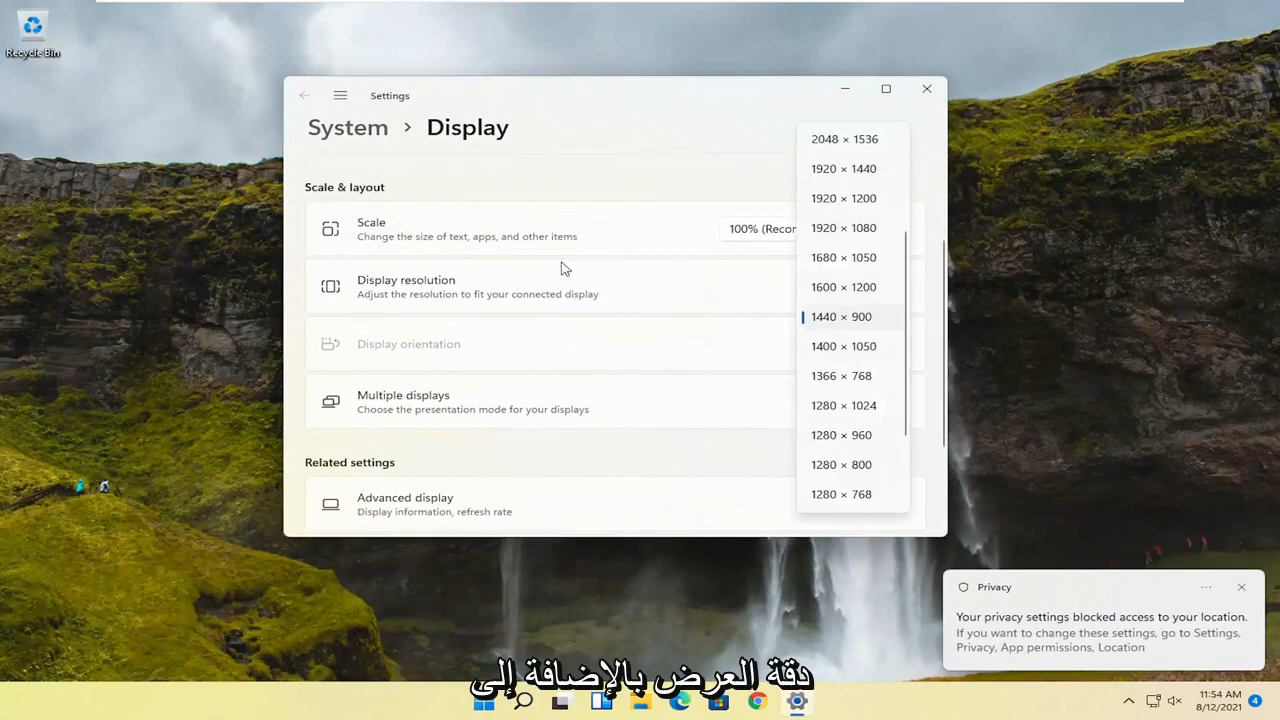 Recycle Bin
Settings
System > Display
Scale & layout
Scale
Change the size of text, apps, and other items
100% (Recor
Display resolution
Adjust the resolution to fit your connected display
Display orientation
Multiple displays
Choose the presentation mode for your displays
Related settings
Advanced display
Display information, refresh rate
2048 × 1536
1920 × 1440
1920 × 1200
1920 × 1080
1680 × 1050
1600 × 1200
1440 × 900
1400 × 1050
1366 × 768
1280 × 1024
1280 × 960
1280 × 800
1280 × 768
Privacy
Your privacy settings blocked access to your location.
If you want to change these settings, go to Settings,
Privacy, App permissions, Location
دقة العرض بالإضافة إلى
11:54 AM
8/12/2021
4